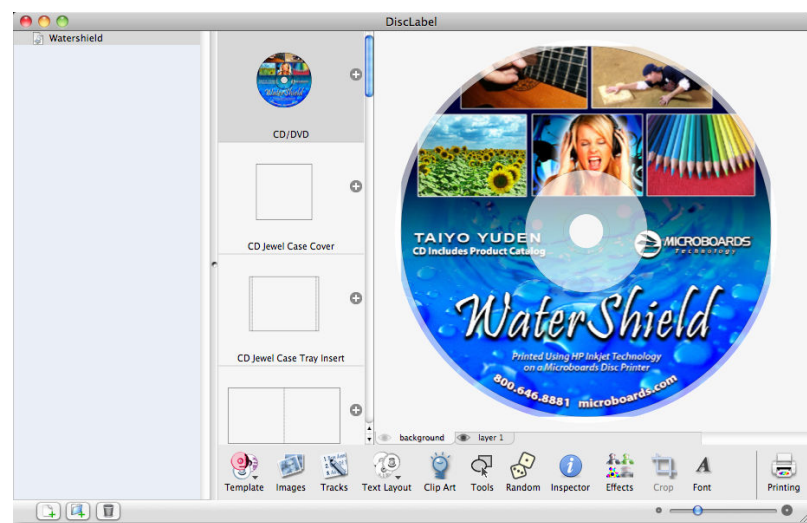 DiscLabel
Watershield
CD/DVD
CD Jewel Case Cover
CD Jewel Case Tray Insert
TAIYO YUDEN
CD Includes Product Catalog
MICROBOARDS
Technology
WaterShield
Printed Using HP Inkjet Technology
on a Microboards Disc Printer
800.646.8881 microboards.com
background
layer 1
Template
Images
Tracks
Text Layout
Clip Art
Tools
Random
Inspector
Effects
Crop
Font
Printing